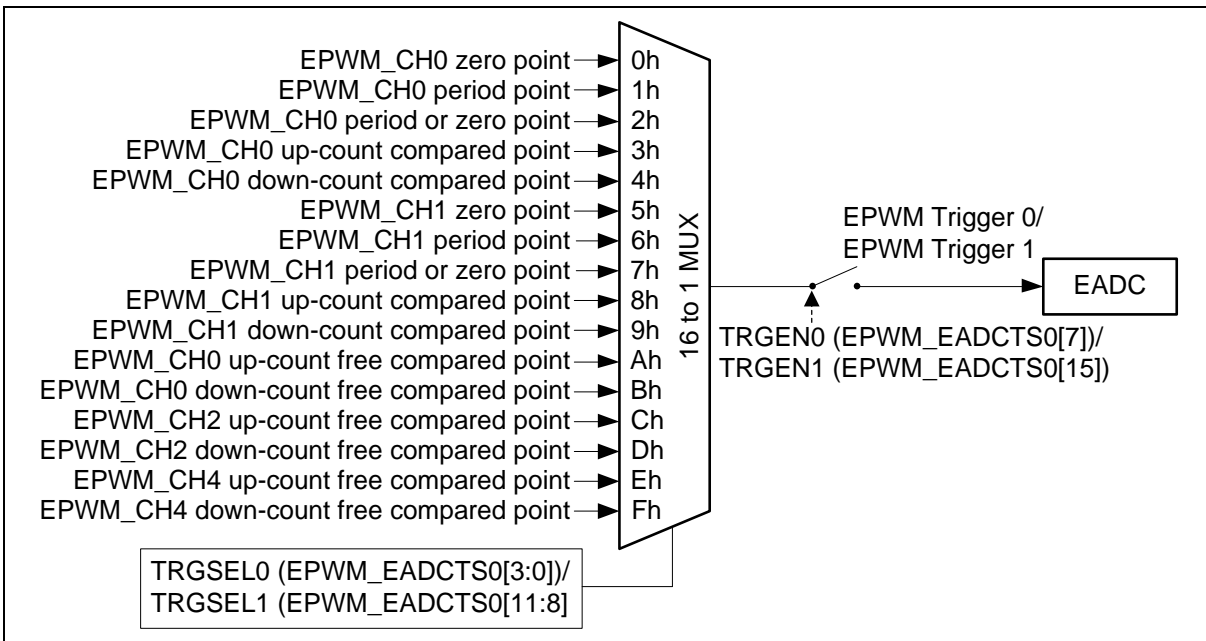 EPWM_CH0 zero point 0h
EPWM_CH0 period point 1h
EPWM_CH0 period or zero point 2h
EPWM_CH0 up-count compared point 3h
EPWM_CH0 down-count compared point 4h
EPWM_CH1 zero point 5h
EPWM_CH1 period point 6h
EPWM_CH1 period or zero point 7h
EPWM_CH1 up-count compared point 8h
EPWM_CH1 down-count compared point 9h
EPWM_CH0 up-count free compared point Ah
EPWM_CH0 down-count free compared point Bh
EPWM_CH2 up-count free compared point Ch
EPWM_CH2 down-count free compared point Dh
EPWM_CH4 up-count free compared point Eh
EPWM_CH4 down-count free compared point Fh
16 to 1 MUX
EPWM Trigger 0/
EPWM Trigger 1
EADC
TRGEN0 (EPWM_EADCTS0[7])/
TRGEN1 (EPWM_EADCTS0[15])
TRGSEL0 (EPWM_EADCTS0[3:0])/
TRGSEL1 (EPWM_EADCTS0[11:8]